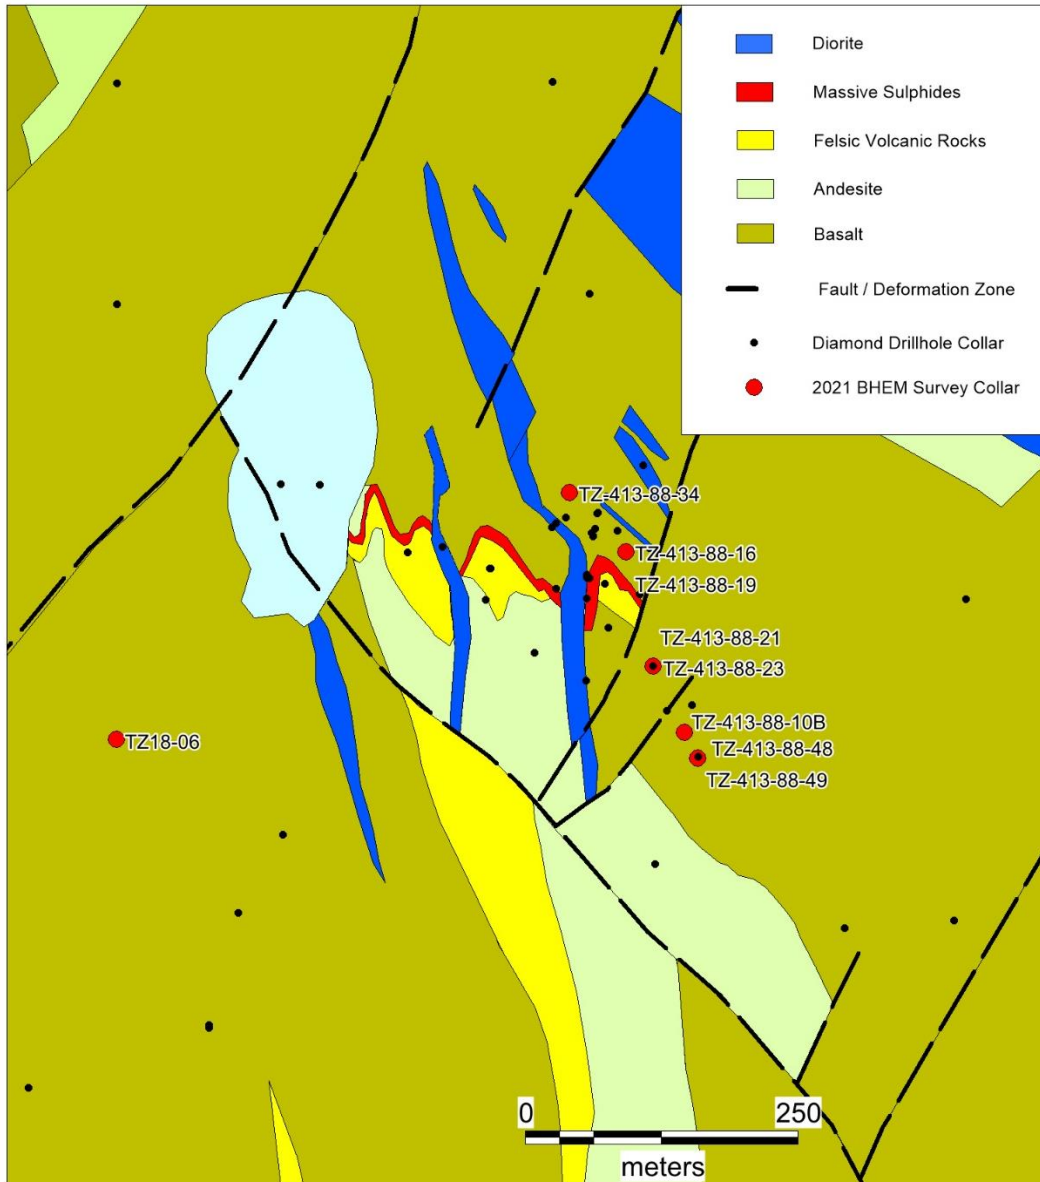 Diorite
Massive Sulphides
Felsic Volcanic Rocks
Andesite
Basalt
Fault / Deformation Zone
Diamond Drillhole Collar
2021 BHEM Survey Collar
TZ-413-88-34
TZ-413-88-16
TZ-413-88-19
TZ-413-88-21
TZ-413-88-23
TZ-413-88-10B
TZ18-06
TZ-413-88-48
TZ-413-88-49
0 250
meters